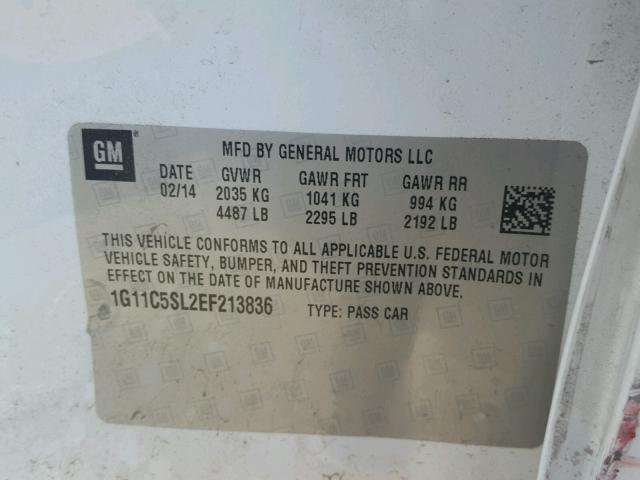 GM
MFD BY GENERAL MOTORS LLC
DATE GVWR GAWR FRT GAWR RR
02/14 2035 KG 1041 KG 994 KG
4487 LB 2295 LB 2192 LB
THIS VEHICLE CONFORMS TO ALL APPLICABLE U.S. FEDERAL MOTOR
VEHICLE SAFETY, BUMPER, AND THEFT PREVENTION STANDARDS IN
EFFECT ON THE DATE OF MANUFACTURE SHOWN ABOVE.
1G11C5SL2EF213836 TYPE: PASS CAR